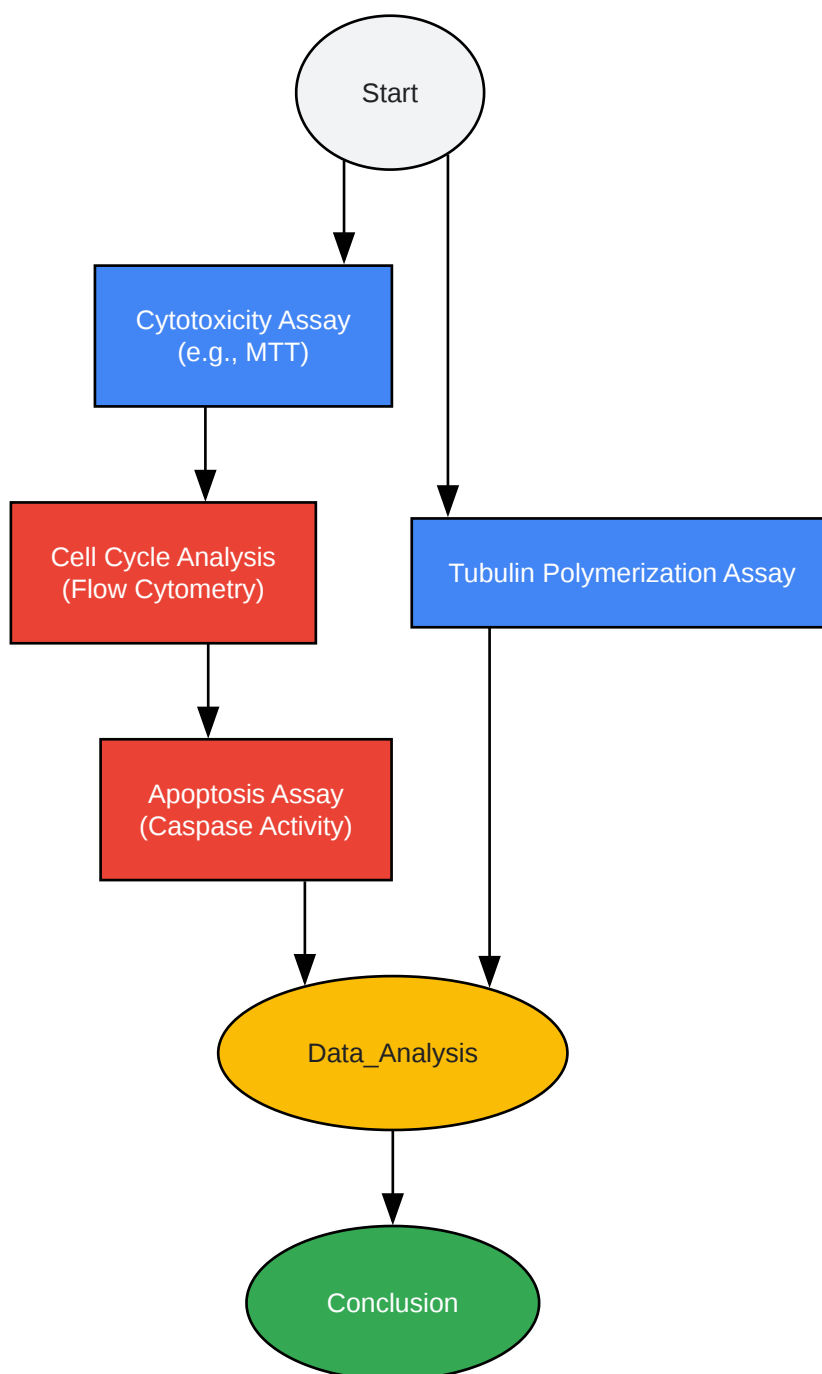 Start
Cytotoxicity Assay
(e.g., MTT)
Cell Cycle Analysis
(Flow Cytometry)
Tubulin Polymerization Assay
Apoptosis Assay
(Caspase Activity)
Data_Analysis
Conclusion